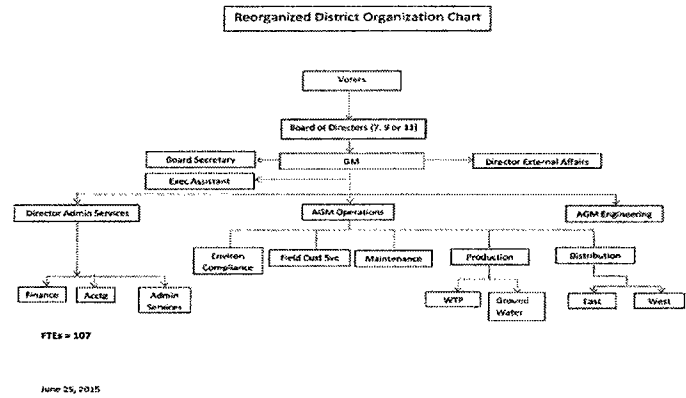 Reorganized District Organization Chart
Voters
Board of Directors (7, 9 or 11)
Board Secretary
GM
Director External Affairs
Exec Assistant
Director Admin Services
AGM Operations
AGM Engineering
Environ
Compliance
Field Cust Svc
Maintenance
Production
Distribution
Finance
Acctg
Admin
Services
WTP
Ground
Water
East
West
FTEs = 107
June 25, 2015